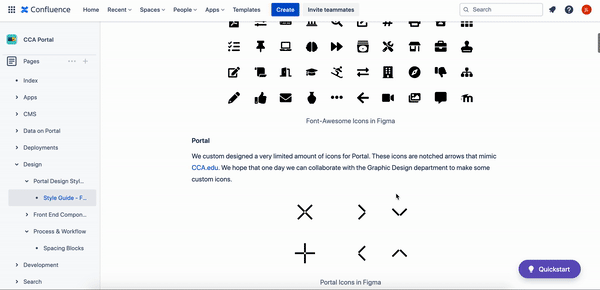 Confluence Home Recent Spaces People Apps Templates Create Invite teammates Search
CCA Portal
Pages
Index
Apps
CMS
Data on Portal
Deployments
Design
Portal Design Styl...
Style Guide - F...
Front End Compon...
Process & Workflow
Spacing Blocks
Development
Search
Font-Awesome Icons in Figma
Portal
We custom designed a very limited amount of icons for Portal. These icons are notched arrows that mimic
CCA.edu. We hope that one day we can collaborate with the Graphic Design department to make some
custom icons.
Portal Icons in Figma
Quickstart